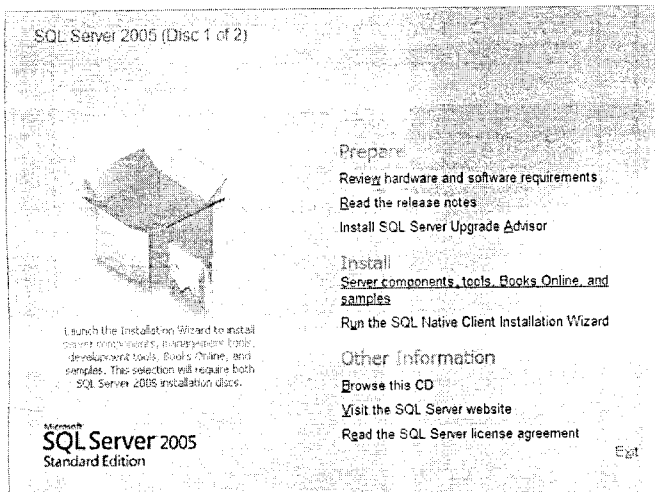 SQL Server 2005 (Disc 1 of 2)
Prepare
Review hardware and software requirements
Read the release notes
Install SQL Server Upgrade Advisor
Install
Server components, tools, Books Online, and
samples
Run the SQL Native Client Installation Wizard
Other Information
Browse this CD
Visit the SQL Server website
Read the SQL Server license agreement
Exit
Launch the Installation Wizard to install
server components, management tools,
development tools, Books Online, and
samples. This selection will require both
SQL Server 2005 installation discs.
Microsoft
SQL Server 2005
Standard Edition